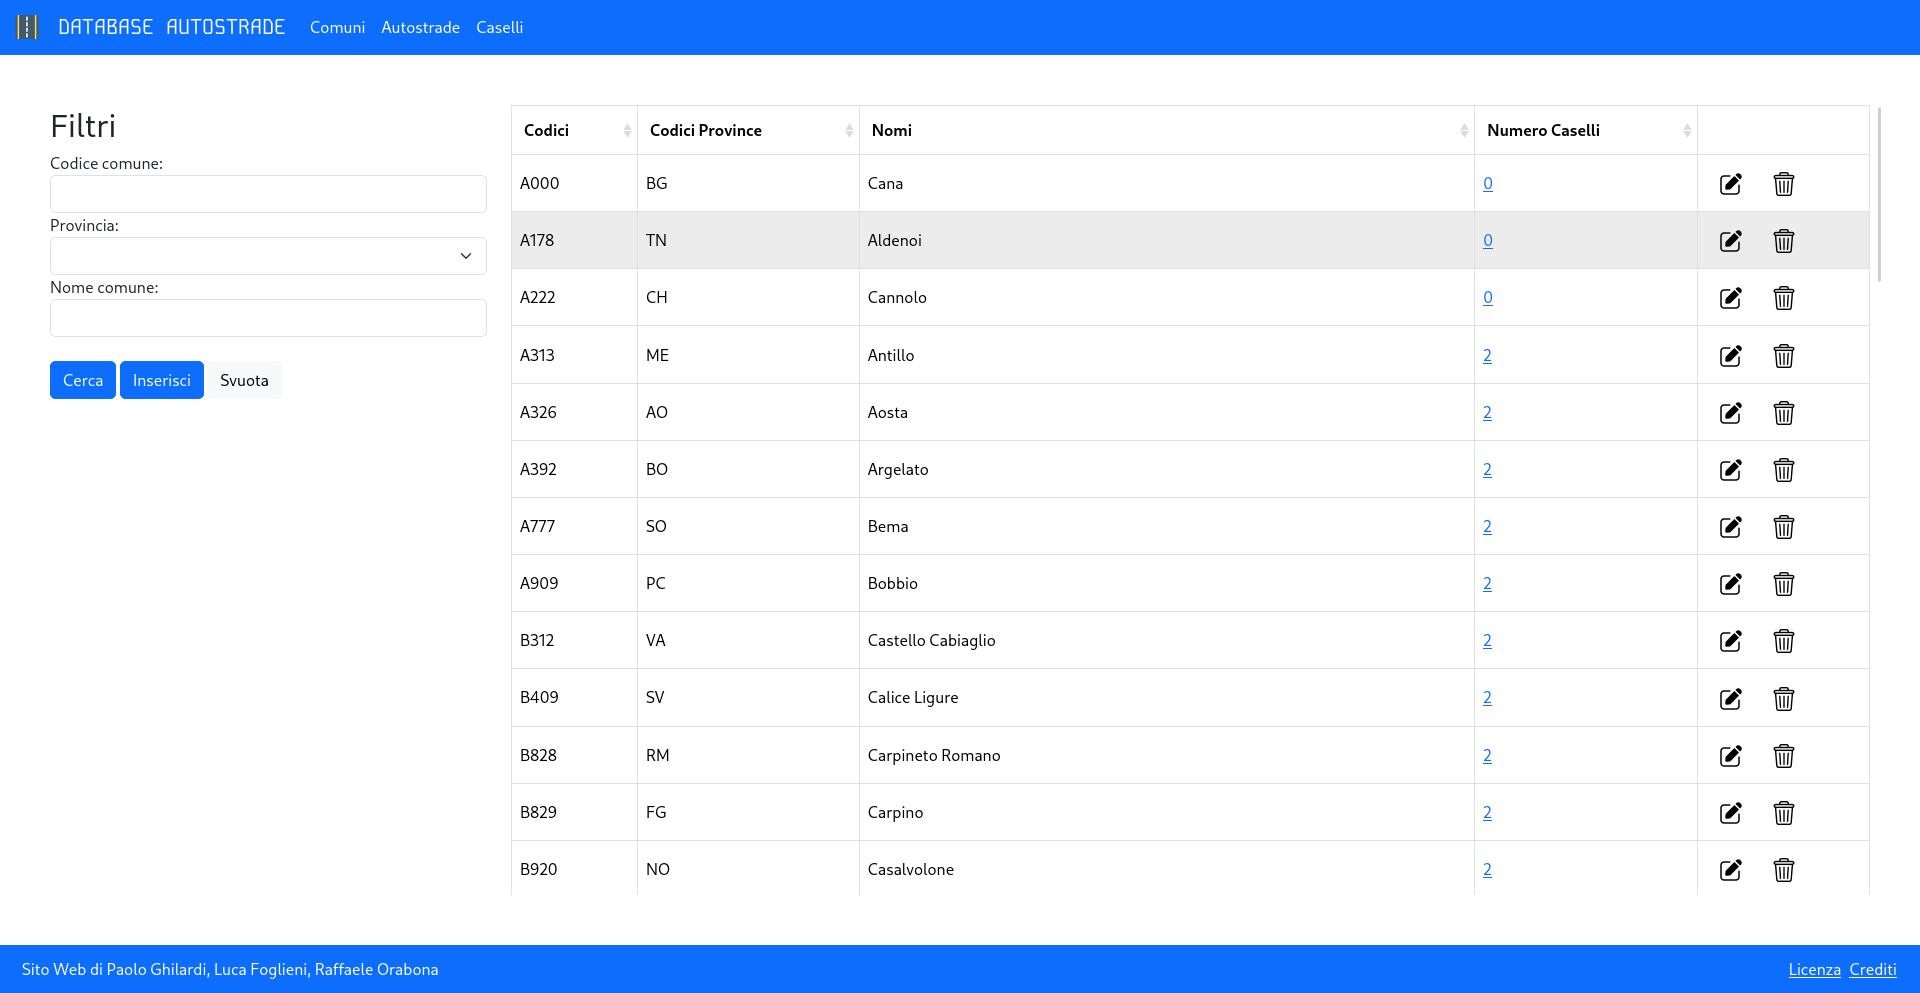 DATABASE AUTOSTRADE Comuni Autostrade Caselli
Filtri
Codice comune:
Provincia:
Nome comune:
Cerca Inserisci Svuota
Codici Codici Province Nomi Numero Caselli
A000 BG Cana 0
A178 TN Aldenoi 0
A222 CH Cannolo 0
A313 ME Antillo 2
A326 AO Aosta 2
A392 BO Argelato 2
A777 SO Bema 2
A909 PC Bobbio 2
B312 VA Castello Cabiaglio 2
B409 SV Calice Ligure 2
B828 RM Carpineto Romano 2
B829 FG Carpino 2
B920 NO Casalvolone 2
Sito Web di Paolo Ghilardi, Luca Foglieni, Raffaele Orabona Licenza Crediti